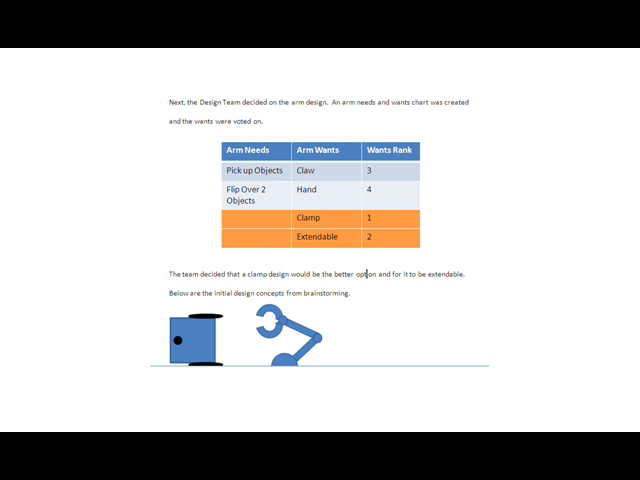 Next, the Design Team decided on the arm design. An arm needs and wants chart was created
and the wants were voted on.
Arm Needs Arm Wants Wants Rank
Pick up Objects Claw 3
Flip Over 2 Hand 4
Objects
Clamp 1
Extendable 2
The team decided that a clamp design would be the better option and for it to be extendable.
Below are the initial design concepts from brainstorming.